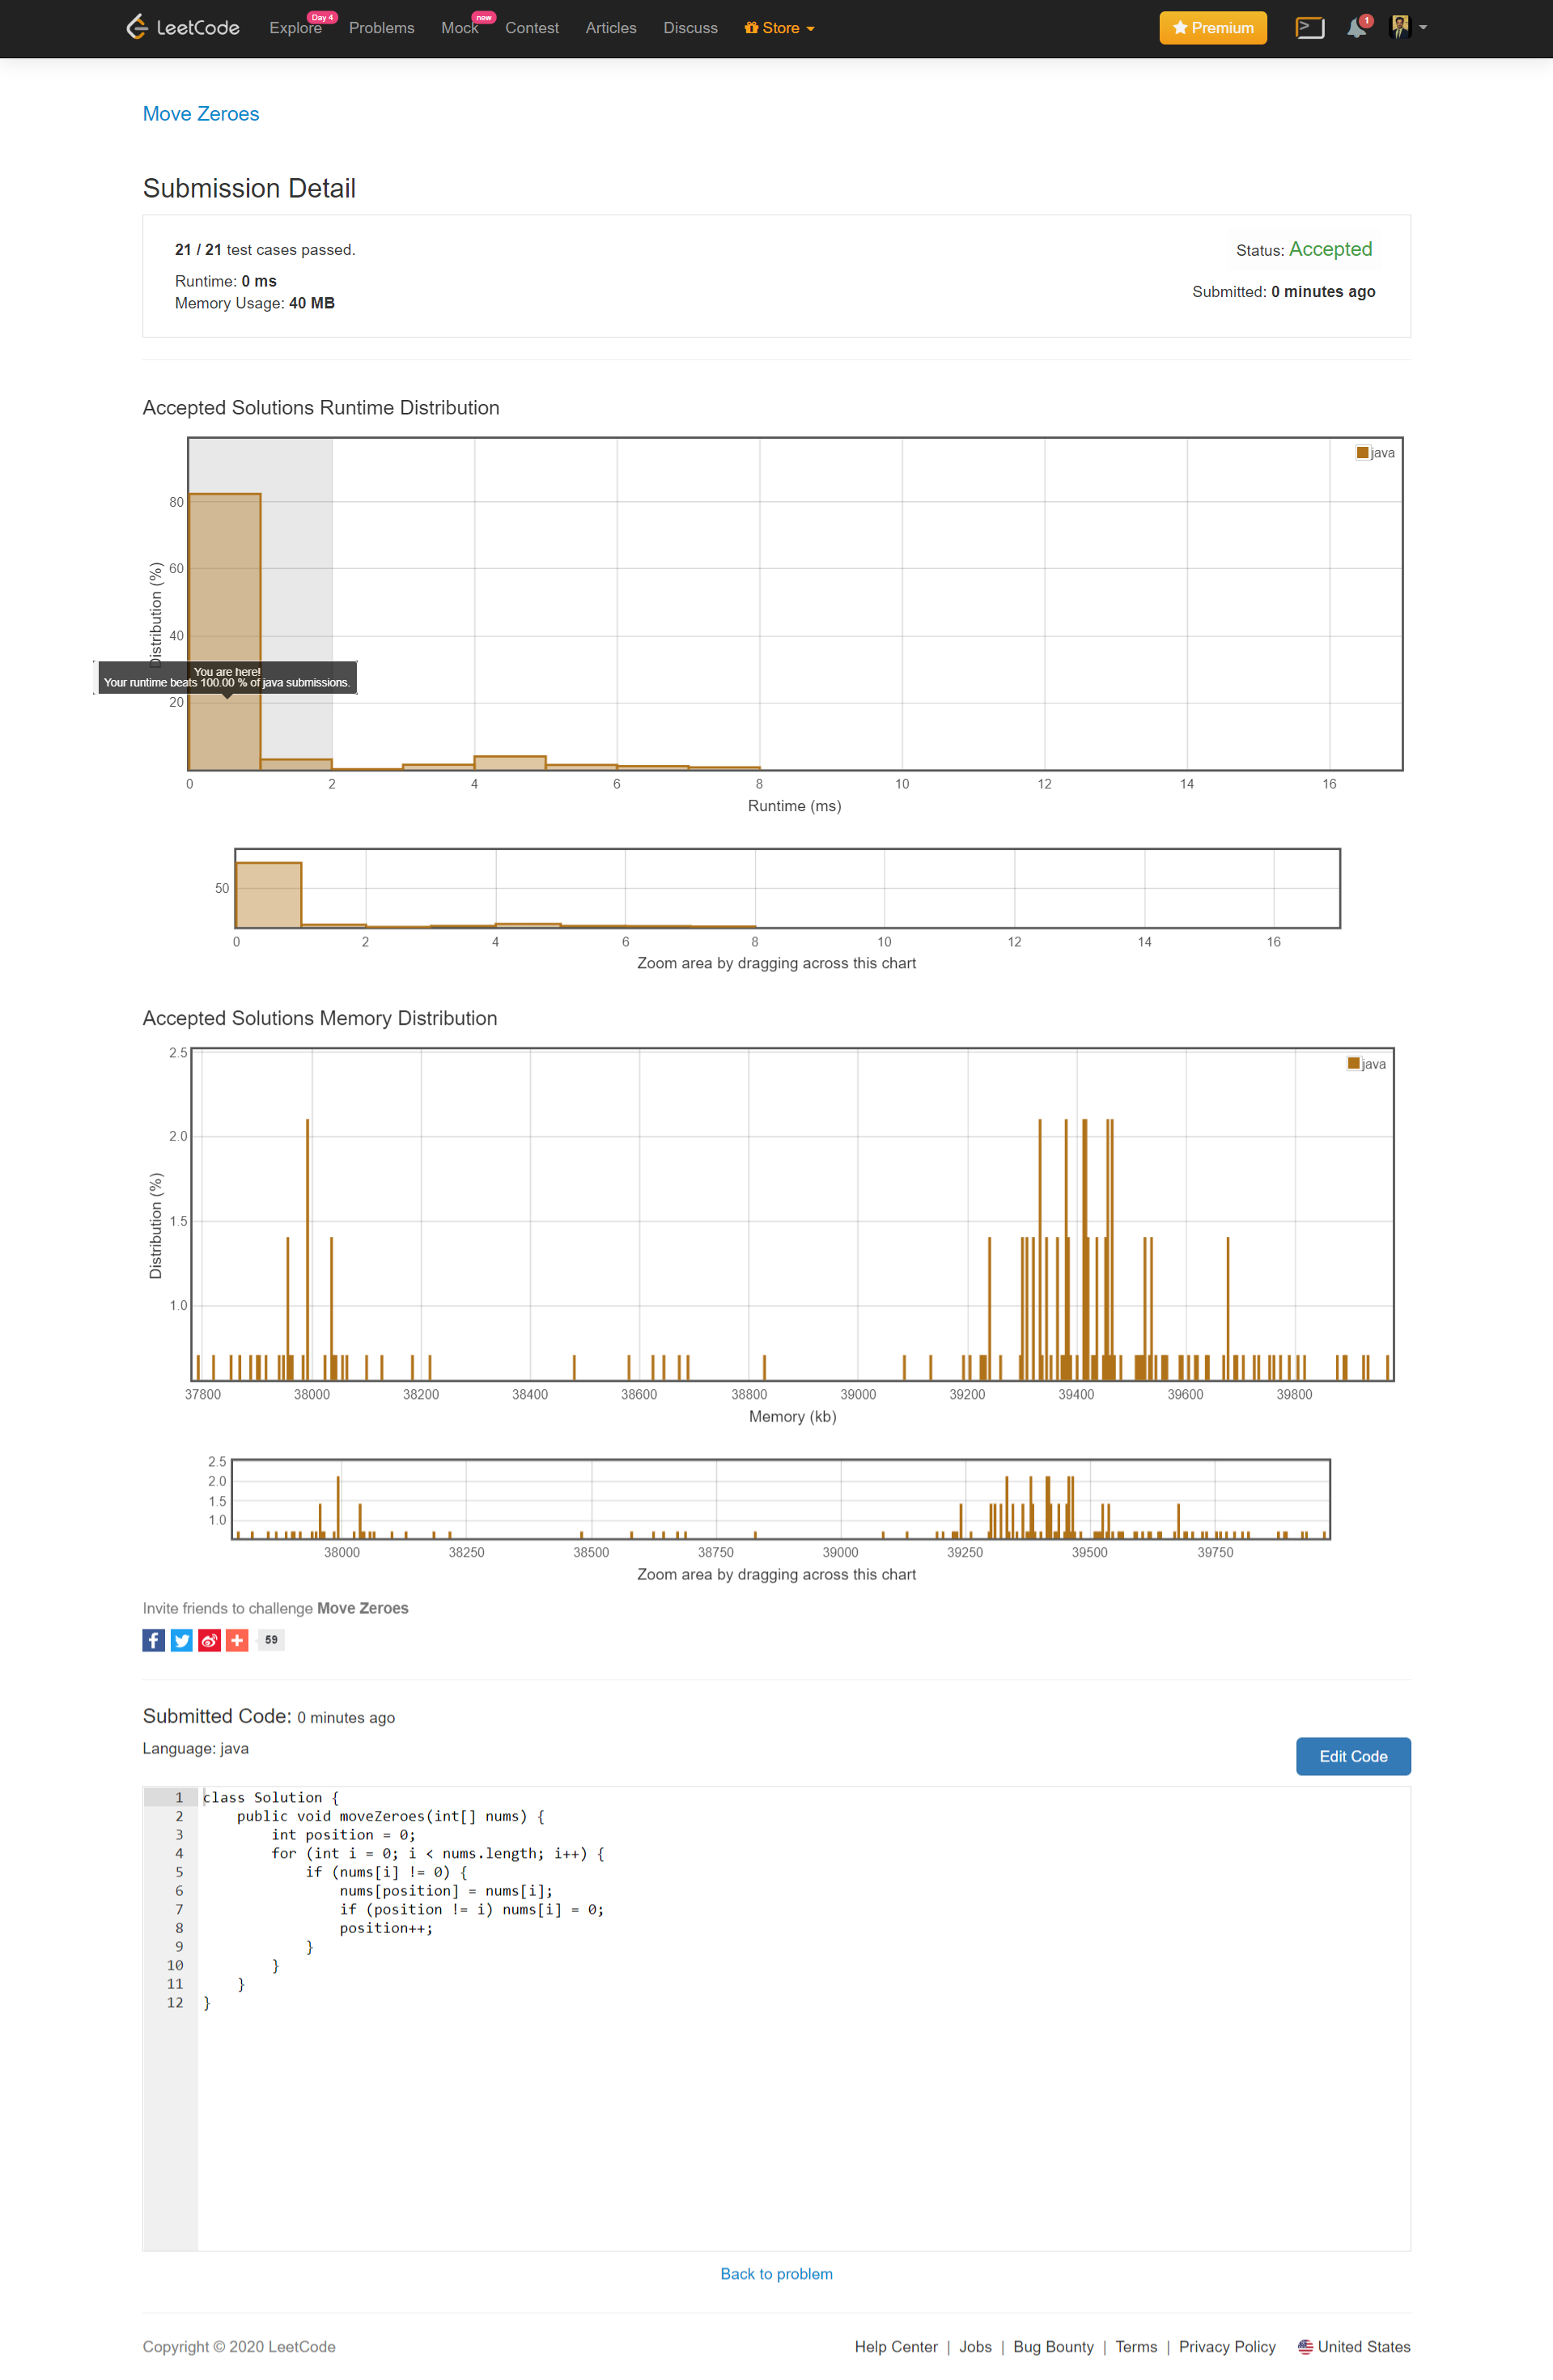 LeetCode Explore Day 4 Problems Mock new Contest Articles Discuss Store Premium 1
Move Zeroes
Submission Detail
21 / 21 test cases passed.
Status: Accepted
Runtime: 0 ms
Submitted: 0 minutes ago
Memory Usage: 40 MB
Accepted Solutions Runtime Distribution
java
80
60
40
20
Distribution (%)
You are here!
Your runtime beats 100.00 % of java submissions.
0 2 4 6 8 10 12 14 16
Runtime (ms)
50
0 2 4 6 8 10 12 14 16
Zoom area by dragging across this chart
Accepted Solutions Memory Distribution
java
2.5
2.0
1.5
1.0
Distribution (%)
37800 38000 38200 38400 38600 38800 39000 39200 39400 39600 39800
Memory (kb)
2.5
2.0
1.5
1.0
38000 38250 38500 38750 39000 39250 39500 39750
Zoom area by dragging across this chart
Invite friends to challenge Move Zeroes
59
Submitted Code: 0 minutes ago
Language: java
Edit Code
1 class Solution {
2     public void moveZeroes(int[] nums) {
3         int position = 0;
4         for (int i = 0; i < nums.length; i++) {
5             if (nums[i] != 0) {
6                 nums[position] = nums[i];
7                 if (position != i) nums[i] = 0;
8                 position++;
9             }
10         }
11     }
12 }
Back to problem
Copyright © 2020 LeetCode
Help Center | Jobs | Bug Bounty | Terms | Privacy Policy United States